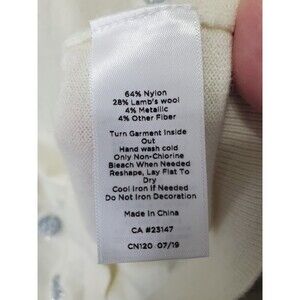 64% Nylon
28% Lamb's wool
4% Metallic
4% Other Fiber
Turn Garment Inside
Out
Hand wash cold
Only Non-Chlorine
Bleach When Needed
Reshape, Lay Flat To
Dry
Cool Iron If Needed
Do Not Iron Decoration
Made In China
CA #23147
CN120 07/19